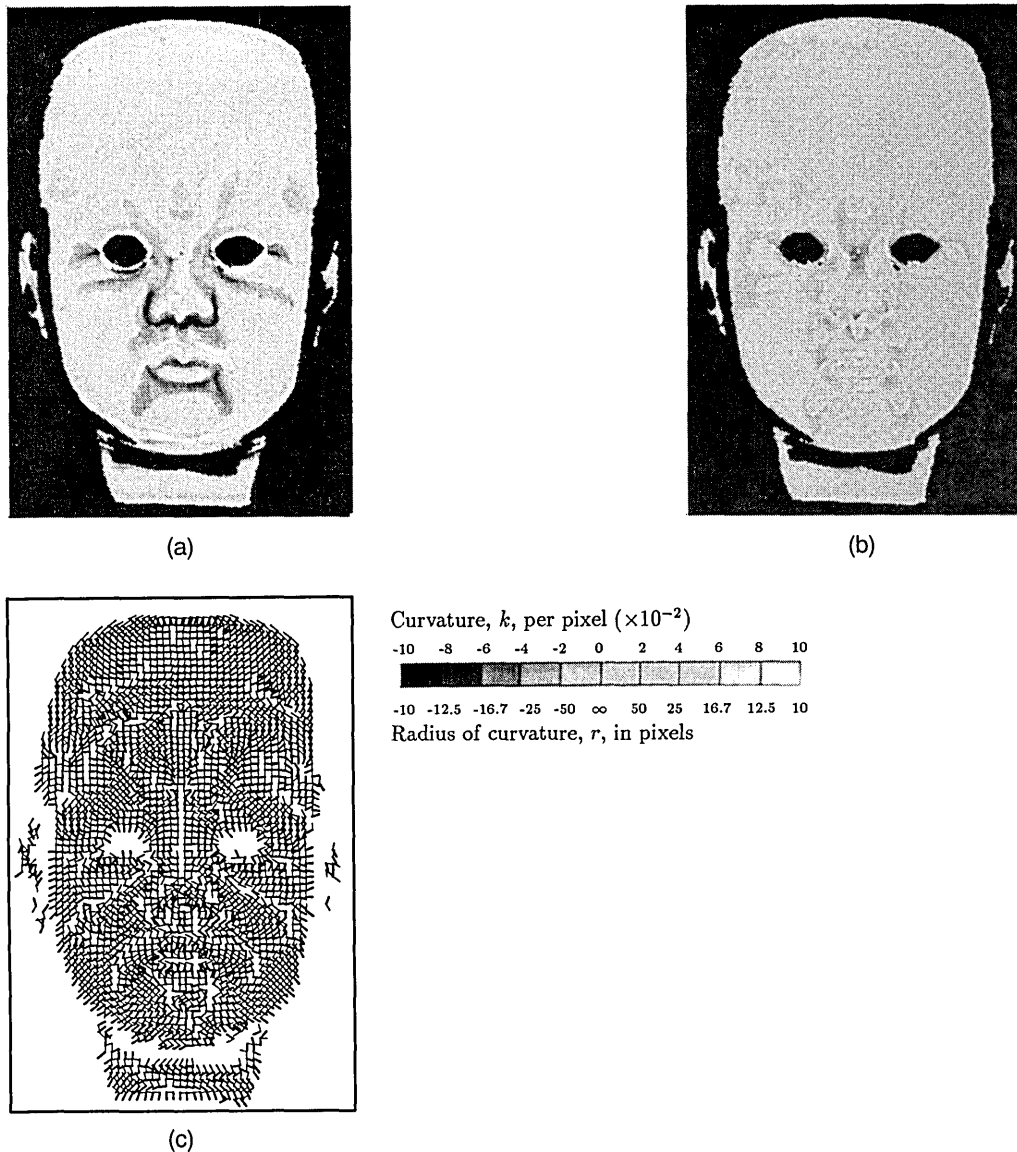 (a)
(b)
Curvature, k, per pixel (×10⁻²)
-10 -8 -6 -4 -2 0 2 4 6 8 10
-10 -12.5 -16.7 -25 -50 ∞ 50 25 16.7 12.5 10
Radius of curvature, r, in pixels
(c)